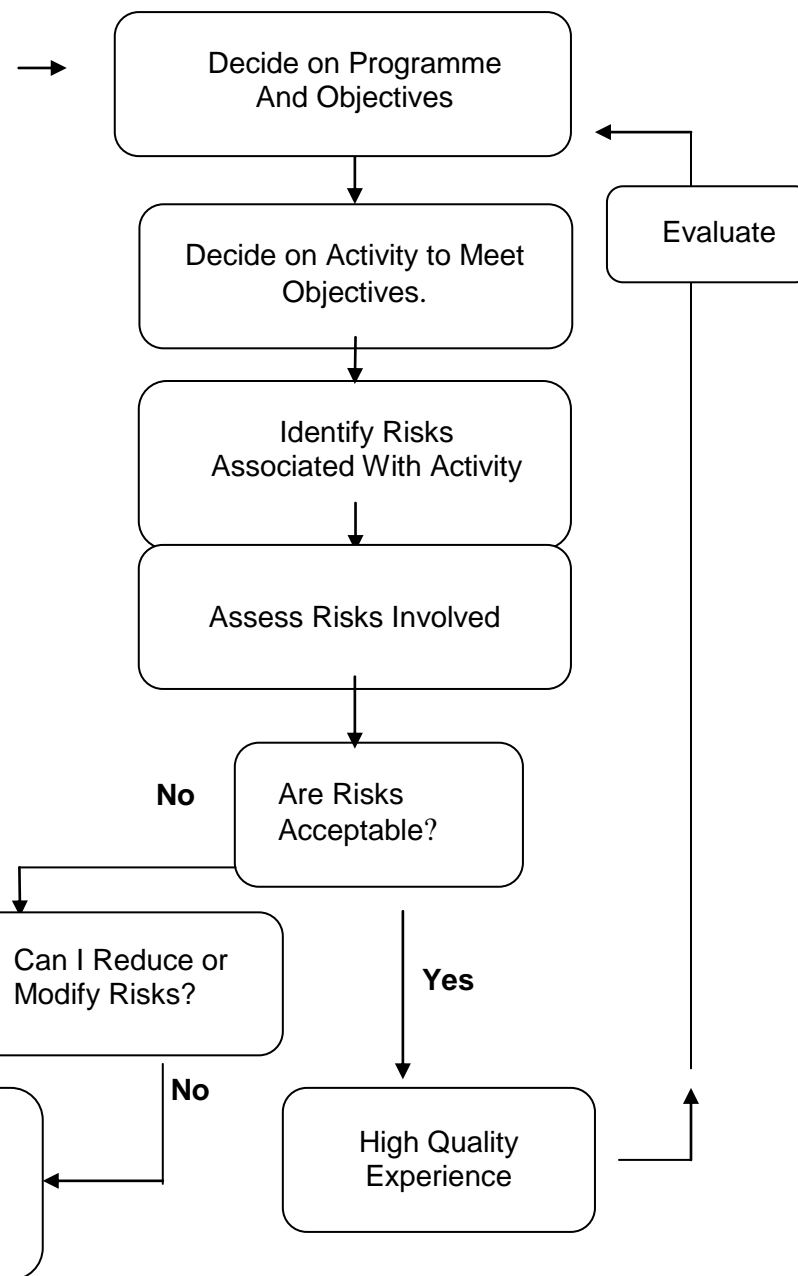 Decide on Programme
And Objectives
Evaluate
Decide on Activity to Meet
Objectives.
Identify Risks
Associated With Activity
Assess Risks Involved
No
Are Risks
Acceptable?
Can I Reduce or
Modify Risks?
Yes
No
High Quality
Experience